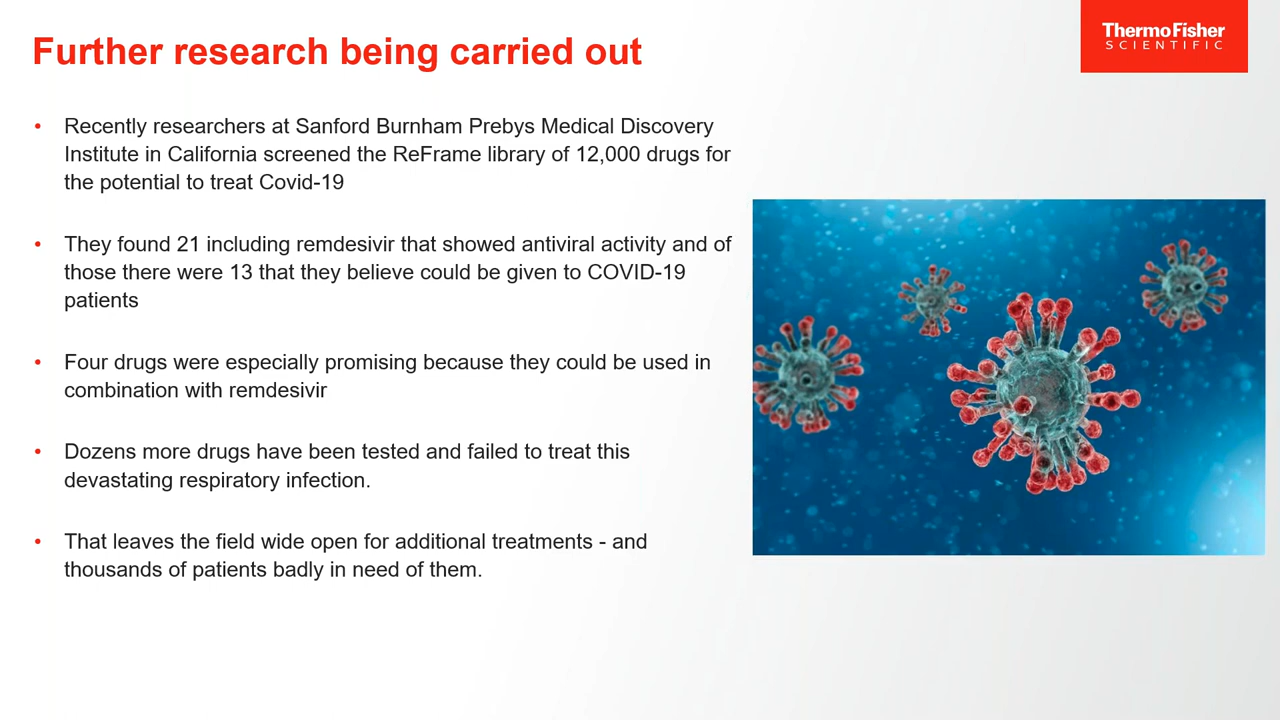 Further research being carried out
ThermoFisher
SCIENTIFIC
• Recently researchers at Sanford Burnham Prebys Medical Discovery
Institute in California screened the ReFrame library of 12,000 drugs for
the potential to treat Covid-19
• They found 21 including remdesivir that showed antiviral activity and of
those there were 13 that they believe could be given to COVID-19
patients
• Four drugs were especially promising because they could be used in
combination with remdesivir
• Dozens more drugs have been tested and failed to treat this
devastating respiratory infection.
• That leaves the field wide open for additional treatments - and
thousands of patients badly in need of them.